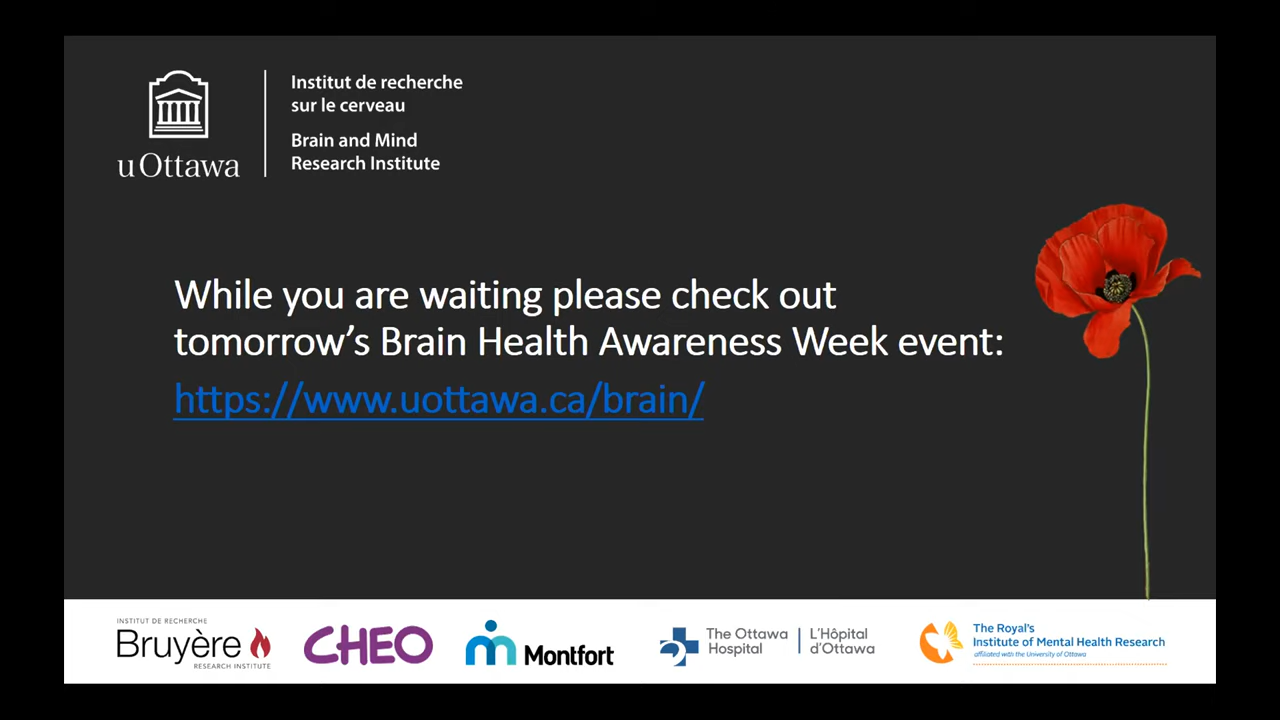 Institut de recherche
sur le cerveau
Brain and Mind
Research Institute
uOttawa
While you are waiting please check out
tomorrow’s Brain Health Awareness Week event:
https://www.uottawa.ca/brain/
INSTITUT DE RECHERCHE
Bruyère
RESEARCH INSTITUTE
CHEO
Montfort
The Ottawa
Hospital
L’Hôpital
d’Ottawa
The Royal's
Institute of Mental Health Research
affiliated with the University of Ottawa